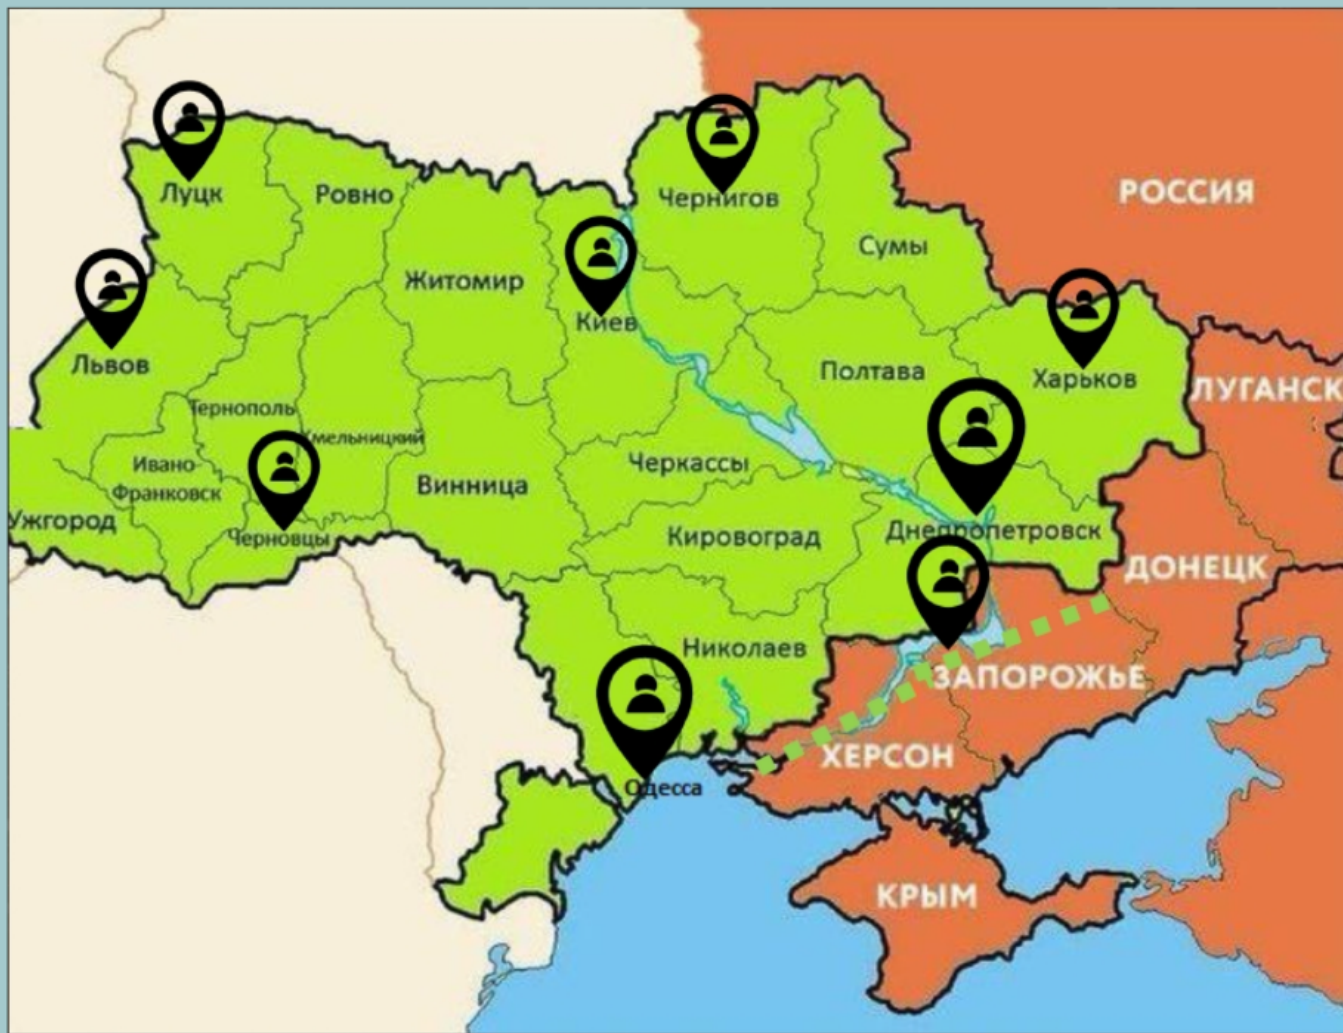 РОССИЯ
Луцк
Ровно
Чернигов
Сумы
Житомир
Киев
Львов
Полтава
Харьков
ЛУГАНСК
Тернополь
Хмельницкий
Черкассы
Ивано-
Франковск
Винница
Ужгород
Черновцы
Кировоград
Днепропетровск
ДОНЕЦК
Николаев
ЗАПОРОЖЬЕ
ХЕРСОН
Одесса
КРЫМ